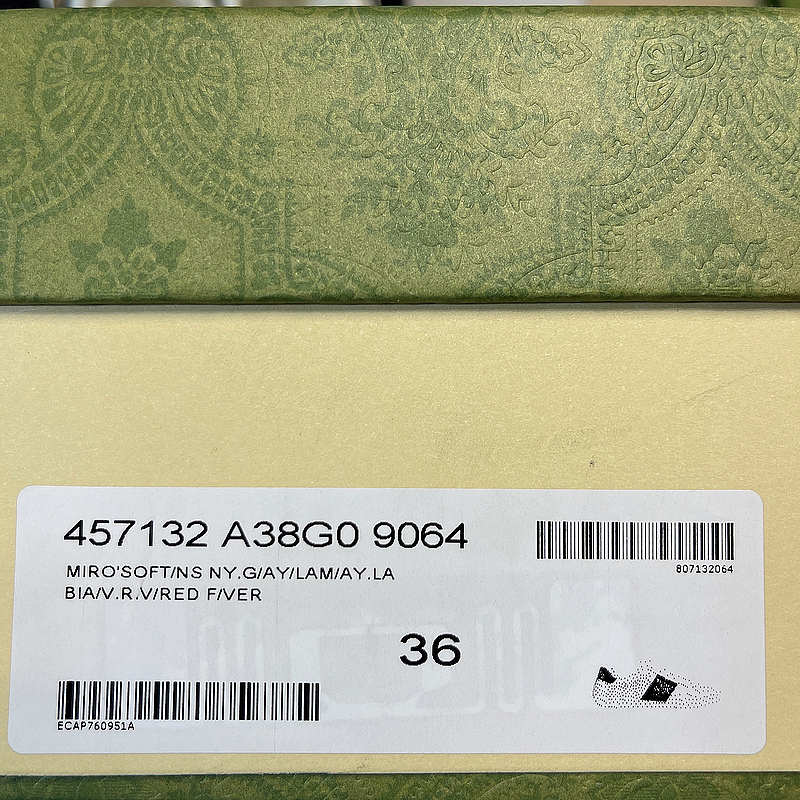 457132 A38G0 9064
807132064
MIRO'SOFT/NS NY.G/AY/LAM/AY.LA
BIA/V.R.V/RED F/VER
36
ECAP760951A